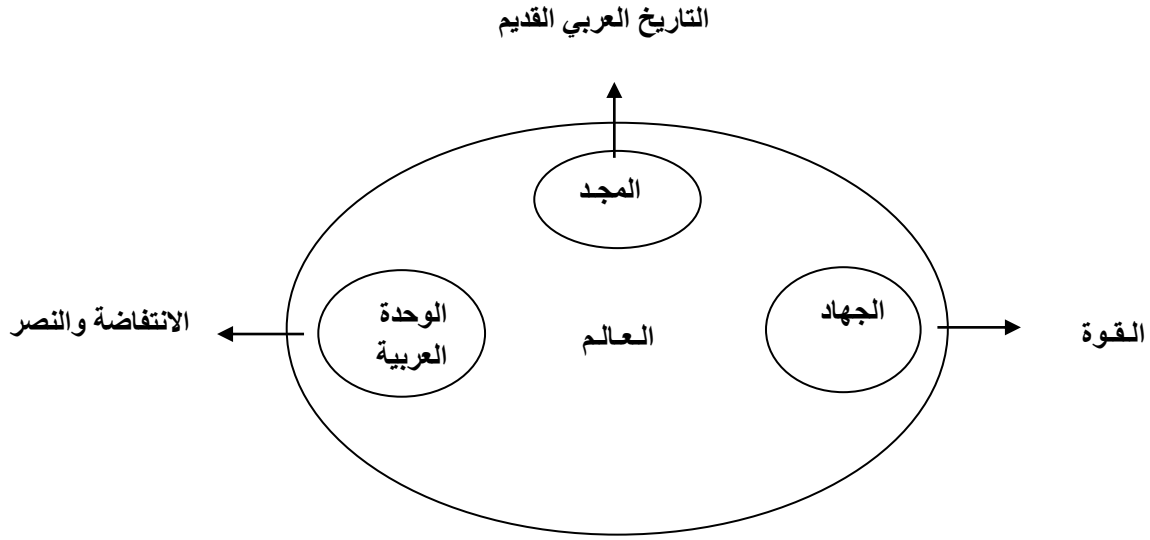 التاريخ العربي القديم
المجد
الجهاد
القوة
العالم
الوحدة
العربية
الانتفاضة والنصر